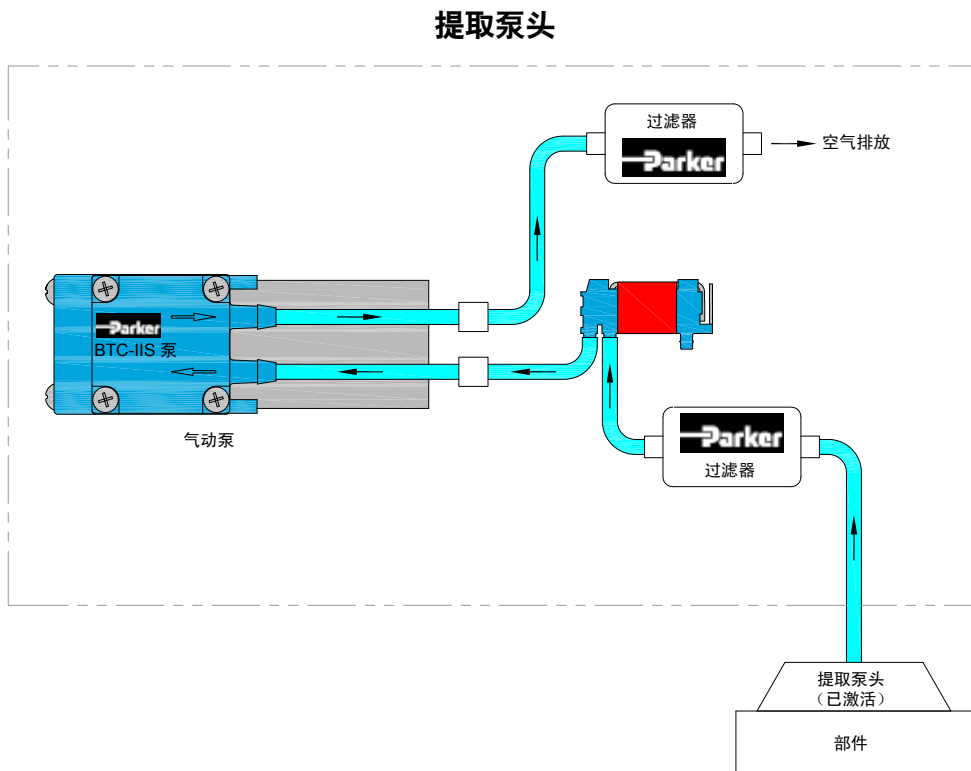 提取泵头
过滤器
Parker
空气排放
Parker
BTC-IIS 泵
气动泵
Parker
过滤器
提取泵头
（已激活）
部件